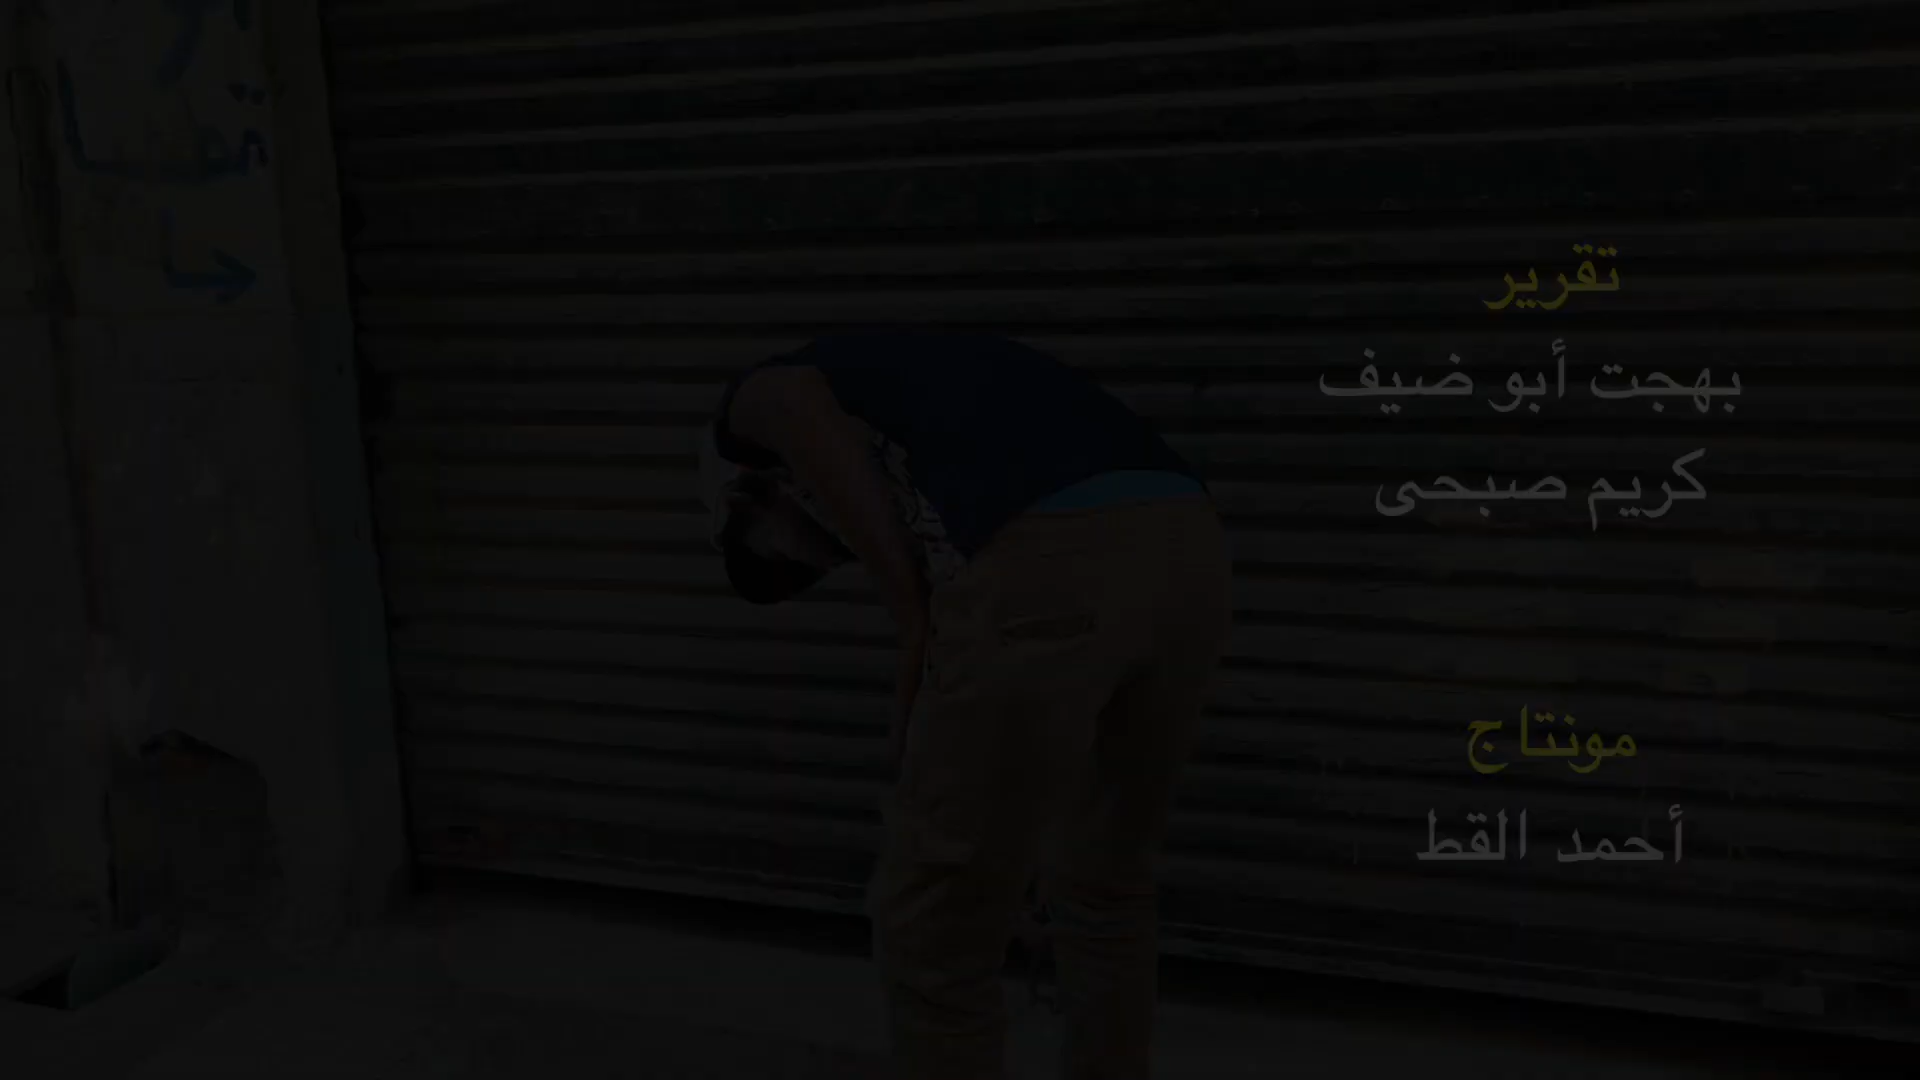 تقرير
بهجت أبو ضيف
كريم صبحى
مونتاج
أحمد القط